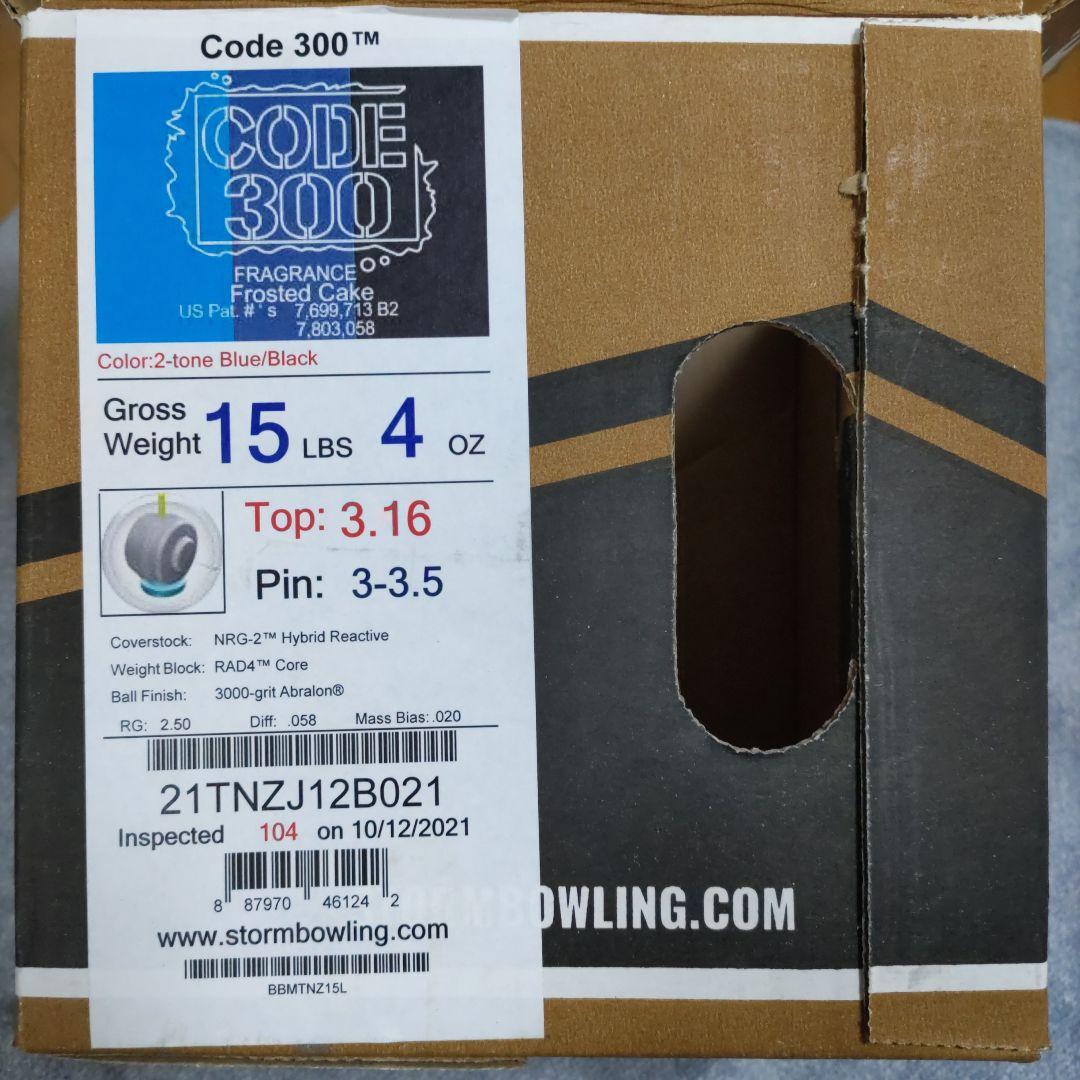 Code 300™
CODE
300
FRAGRANCE
Frosted Cake
US Pat. #'s 7,699,713 B2
7,803,058
Color:2-tone Blue/Black
Gross Weight 15 LBS 4 OZ
Top: 3.16
Pin: 3-3.5
Coverstock: NRG-2™ Hybrid Reactive
Weight Block: RAD4™ Core
Ball Finish: 3000-grit Abralon®
RG: 2.50 Diff: .058 Mass Bias:.020
21TNZJ12B021
Inspected 104 on 10/12/2021
8 87970 46124 2
www.stormbowling.com
BBMTNZ15L
STORMBOWLING.COM